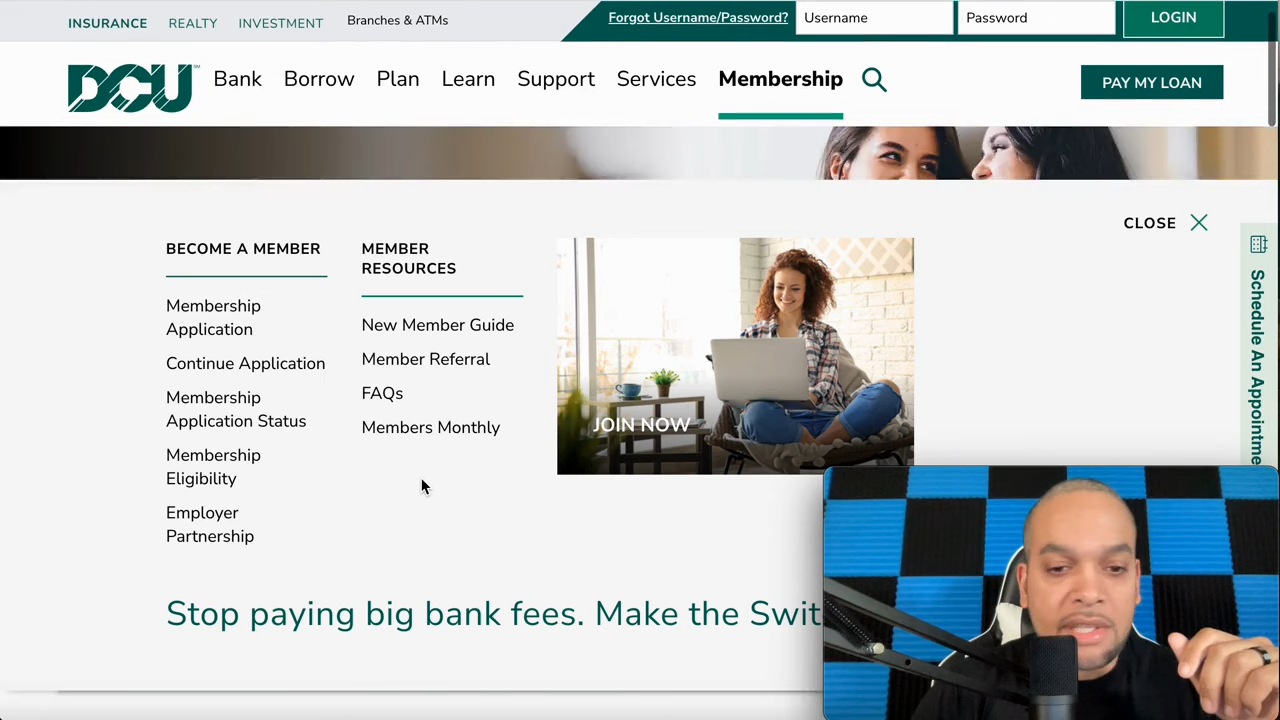 INSURANCE REALTY INVESTMENT Branches & ATMs Forgot Username/Password? Username Password LOGIN
DCU Bank Borrow Plan Learn Support Services Membership PAY MY LOAN
CLOSE
BECOME A MEMBER
Membership
Application
Continue Application
Membership
Application Status
Membership
Eligibility
Employer
Partnership
MEMBER
RESOURCES
New Member Guide
Member Referral
FAQs
Members Monthly
JOIN NOW
Schedule An Appointme
Stop paying big bank fees. Make the Swit